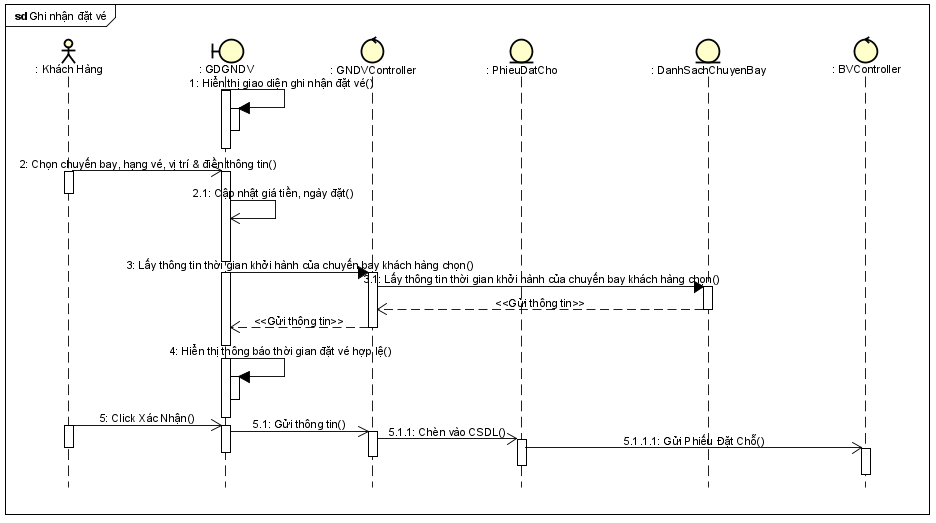 sd Ghi nhận đặt vé
: Khách Hàng
: GDGNDV
: GNDVController
: PhieuDatCho
: DanhSachChuyenBay
: BVController
1: Hiển thị giao diện ghi nhận đặt vé()
2: Chọn chuyến bay, hạng vé, vị trí & điền thông tin()
2.1: Cập nhật giá tiền, ngày đặt()
3: Lấy thông tin thời gian khởi hành của chuyến bay khách hàng chọn()
3.1: Lấy thông tin thời gian khởi hành của chuyến bay khách hàng chọn()
<<Gửi thông tin>>
<<Gửi thông tin>>
4: Hiển thị thông báo thời gian đặt vé hợp lệ()
5: Click Xác Nhận()
5.1: Gửi thông tin()
5.1.1: Chèn vào CSDL()
5.1.1.1: Gửi Phiếu Đặt Chỗ()